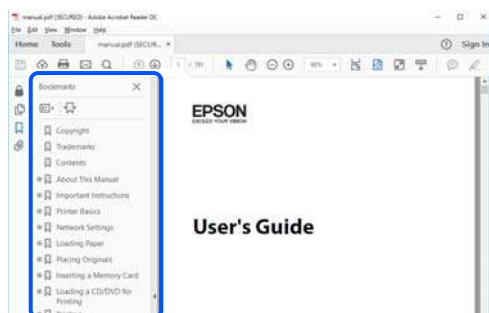 manual.pdf (SECURED) - Adobe Acrobat Reader DC
File Edit View Window Help
Home Tools manual.pdf (SECUR... × Sign In
1 / 191
Bookmarks
Copyright
Trademarks
Contents
About This Manual
Important Instructions
Printer Basics
Network Settings
Loading Paper
Placing Originals
Inserting a Memory Card
Loading a CD/DVD for
Printing
EPSON
EXCEED YOUR VISION
User's Guide